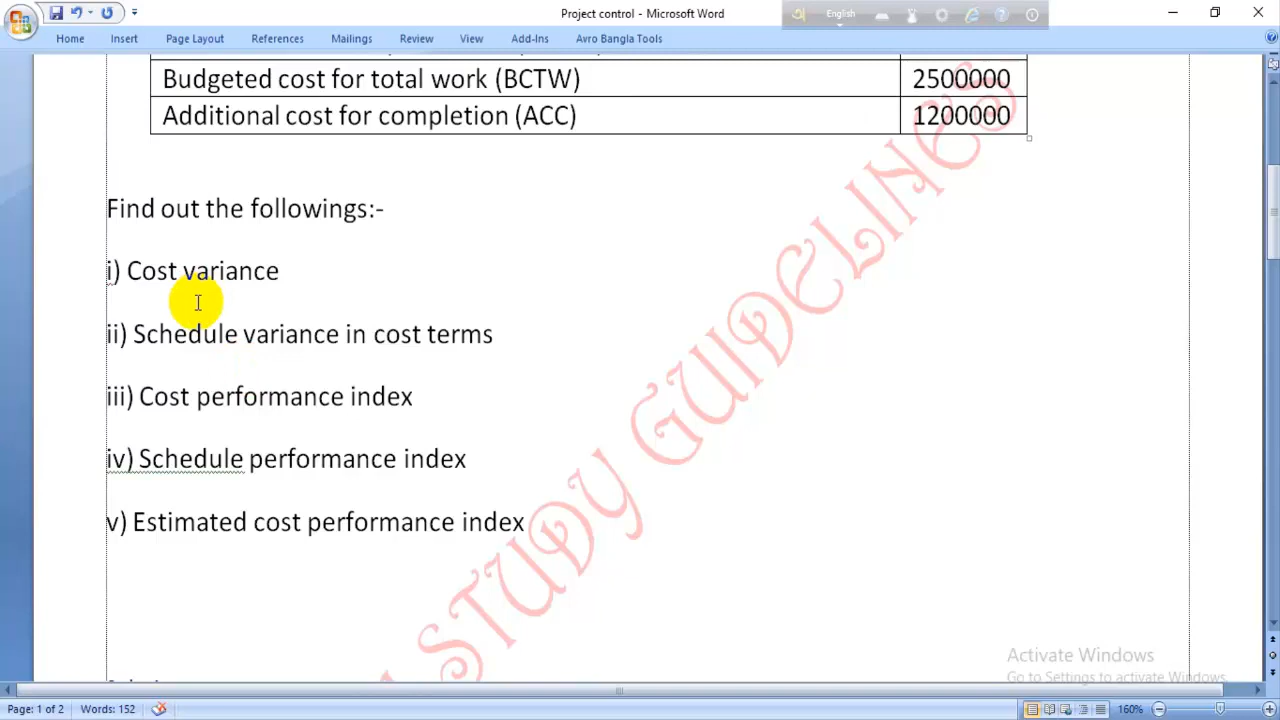 Project control - Microsoft Word
English
Home Insert Page Layout References Mailings Review View Add-Ins Avro Bangla Tools
Budgeted cost for total work (BCTW) 2500000
Additional cost for completion (ACC) 1200000
Find out the followings:-
i) Cost variance
ii) Schedule variance in cost terms
iii) Cost performance index
iv) Schedule performance index
v) Estimated cost performance index
STUDY GUIDELINES
Activate Windows
Go to Settings to activate Windows.
Page: 1 of 2 Words: 152 160%